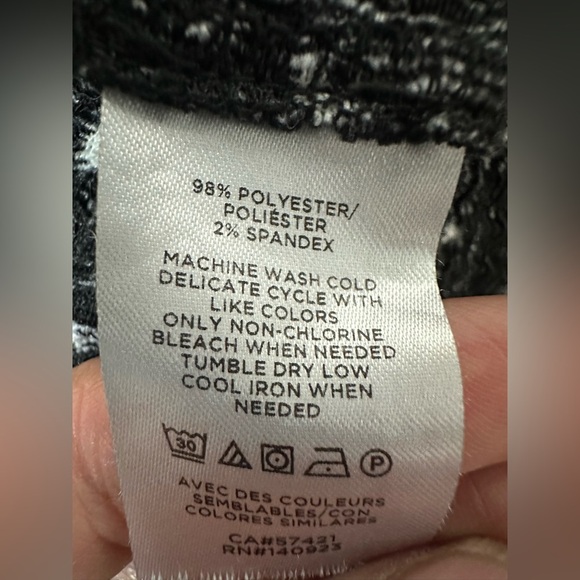 98% POLYESTER/
POLIÉSTER
2% SPANDEX
MACHINE WASH COLD
DELICATE CYCLE WITH
LIKE COLORS
ONLY NON-CHLORINE
BLEACH WHEN NEEDED
TUMBLE DRY LOW
COOL IRON WHEN
NEEDED
30 P
AVEC DES COULEURS
SEMBLABLES/CON
COLORES SIMILARES
CA#57421
RN#140923